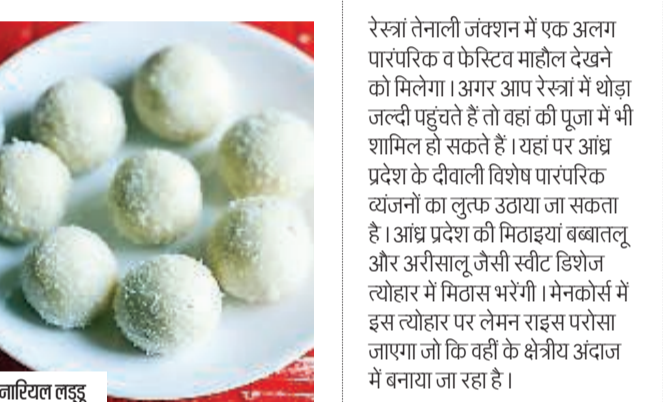 रेस्त्रां तेनाली जंक्शन में एक अलग
पारंपरिक व फेस्टिव माहौल देखने
को मिलेगा । अगर आप रेस्त्रां में थोड़ा
जल्दी पहुंचते हैं तो वहां की पूजा में भी
शामिल हो सकते हैं । यहां पर आंध्र
प्रदेश के दीवाली विशेष पारंपरिक
व्यंजनों का लुत्फ उठाया जा सकता
है । आंध्र प्रदेश की मिठाइयां बब्बातलू
और अरीसालू जैसी स्वीट डिशेज
त्योहार में मिठास भरेंगी । मेनकोर्स में
इस त्योहार पर लेमन राइस परोसा
जाएगा जो कि वहीं के क्षेत्रीय अंदाज
में बनाया जा रहा है ।
नारियल लड्डू